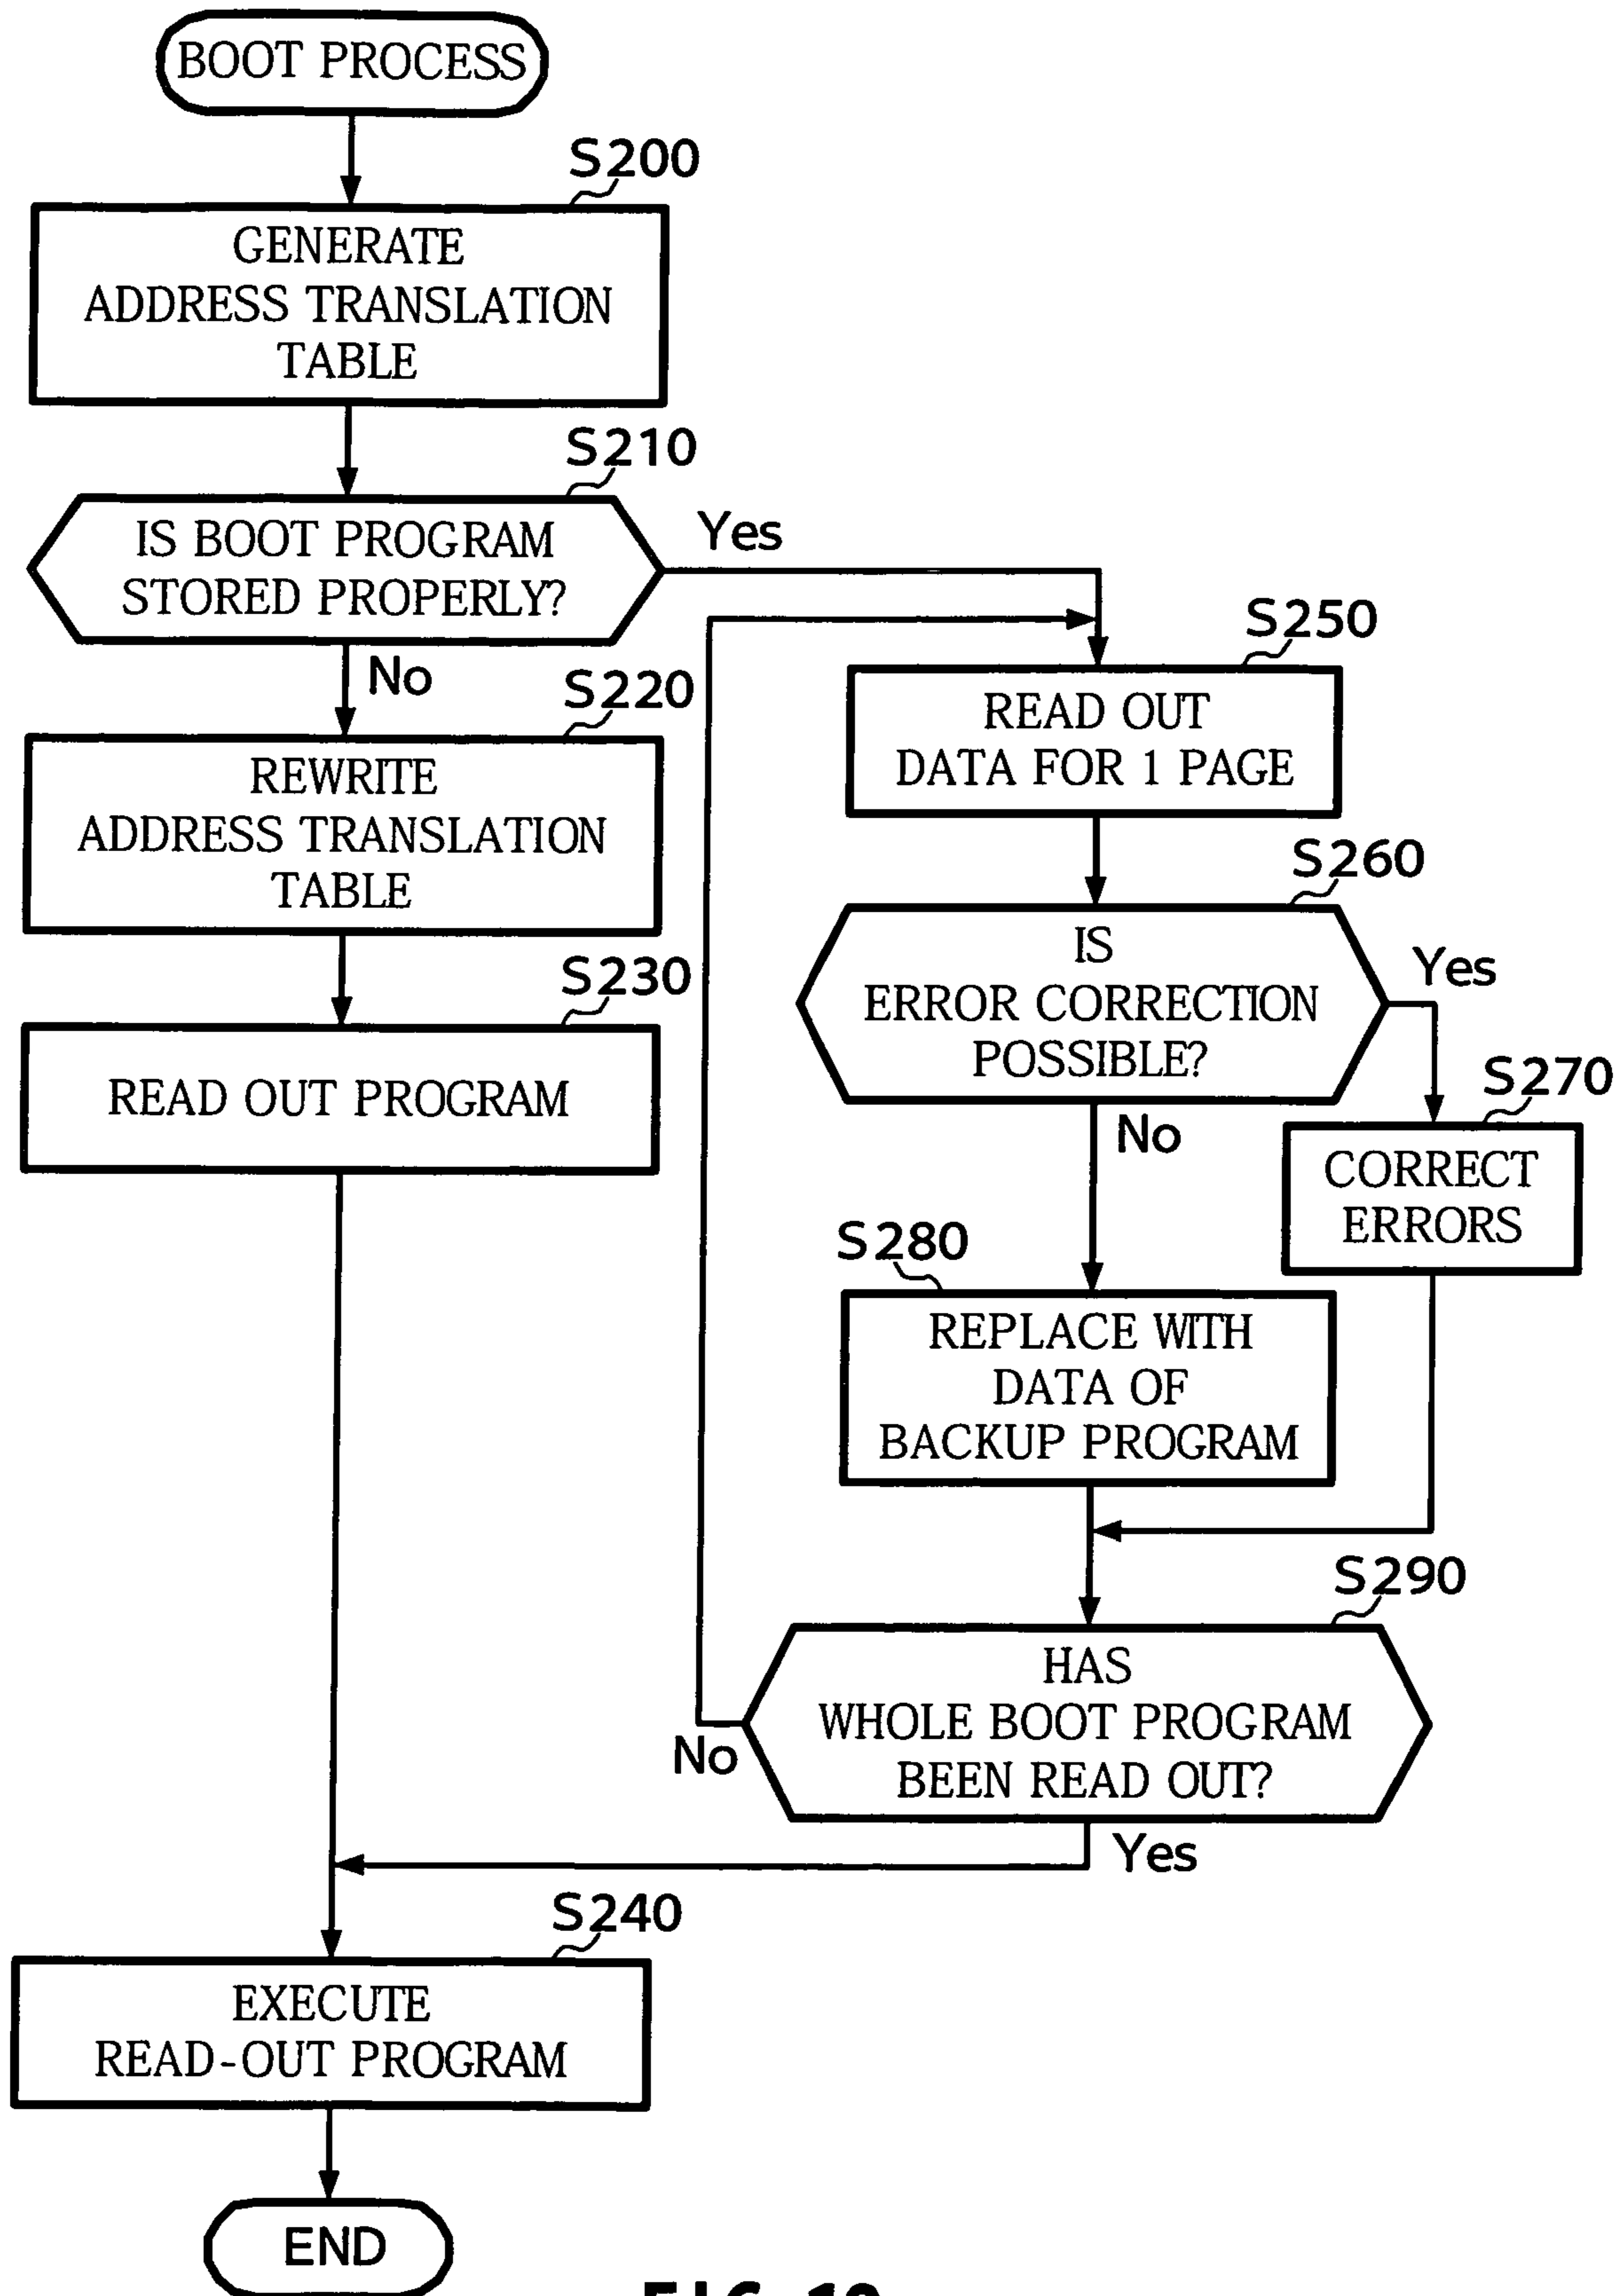 BOOT PROCESS
S200
GENERATE
ADDRESS TRANSLATION
TABLE
S210
IS BOOT PROGRAM
STORED PROPERLY?
Yes
No
S220
REWRITE
ADDRESS TRANSLATION
TABLE
S230
READ OUT PROGRAM
S250
READ OUT
DATA FOR 1 PAGE
S260
IS
ERROR CORRECTION
POSSIBLE?
Yes
No
S270
CORRECT
ERRORS
S280
REPLACE WITH
DATA OF
BACKUP PROGRAM
S290
HAS
WHOLE BOOT PROGRAM
BEEN READ OUT?
No
Yes
S240
EXECUTE
READ-OUT PROGRAM
END